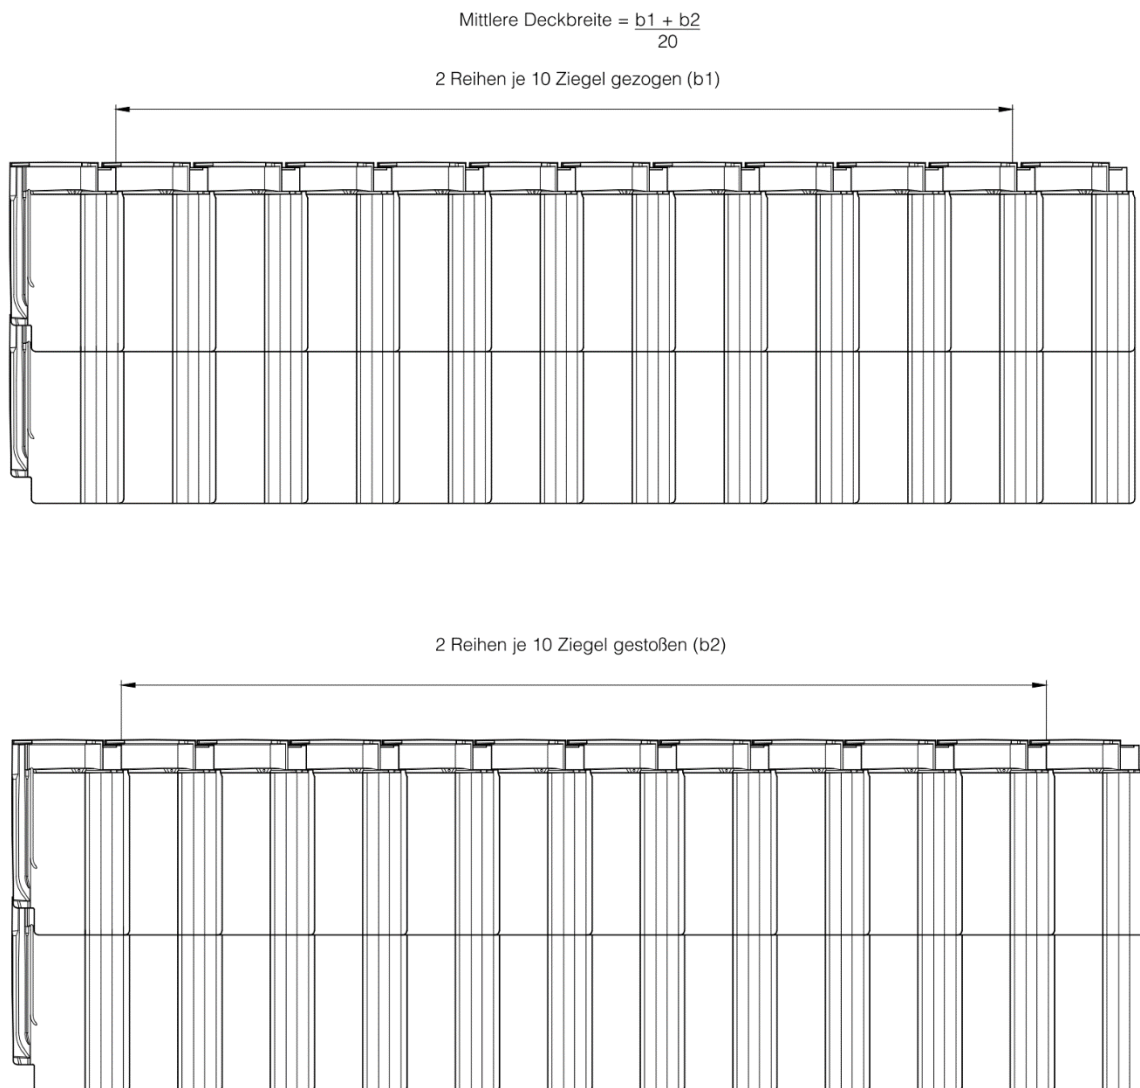 Mittlere Deckbreite = b1 + b2
20
2 Reihen je 10 Ziegel gezogen (b1)
2 Reihen je 10 Ziegel gestoßen (b2)